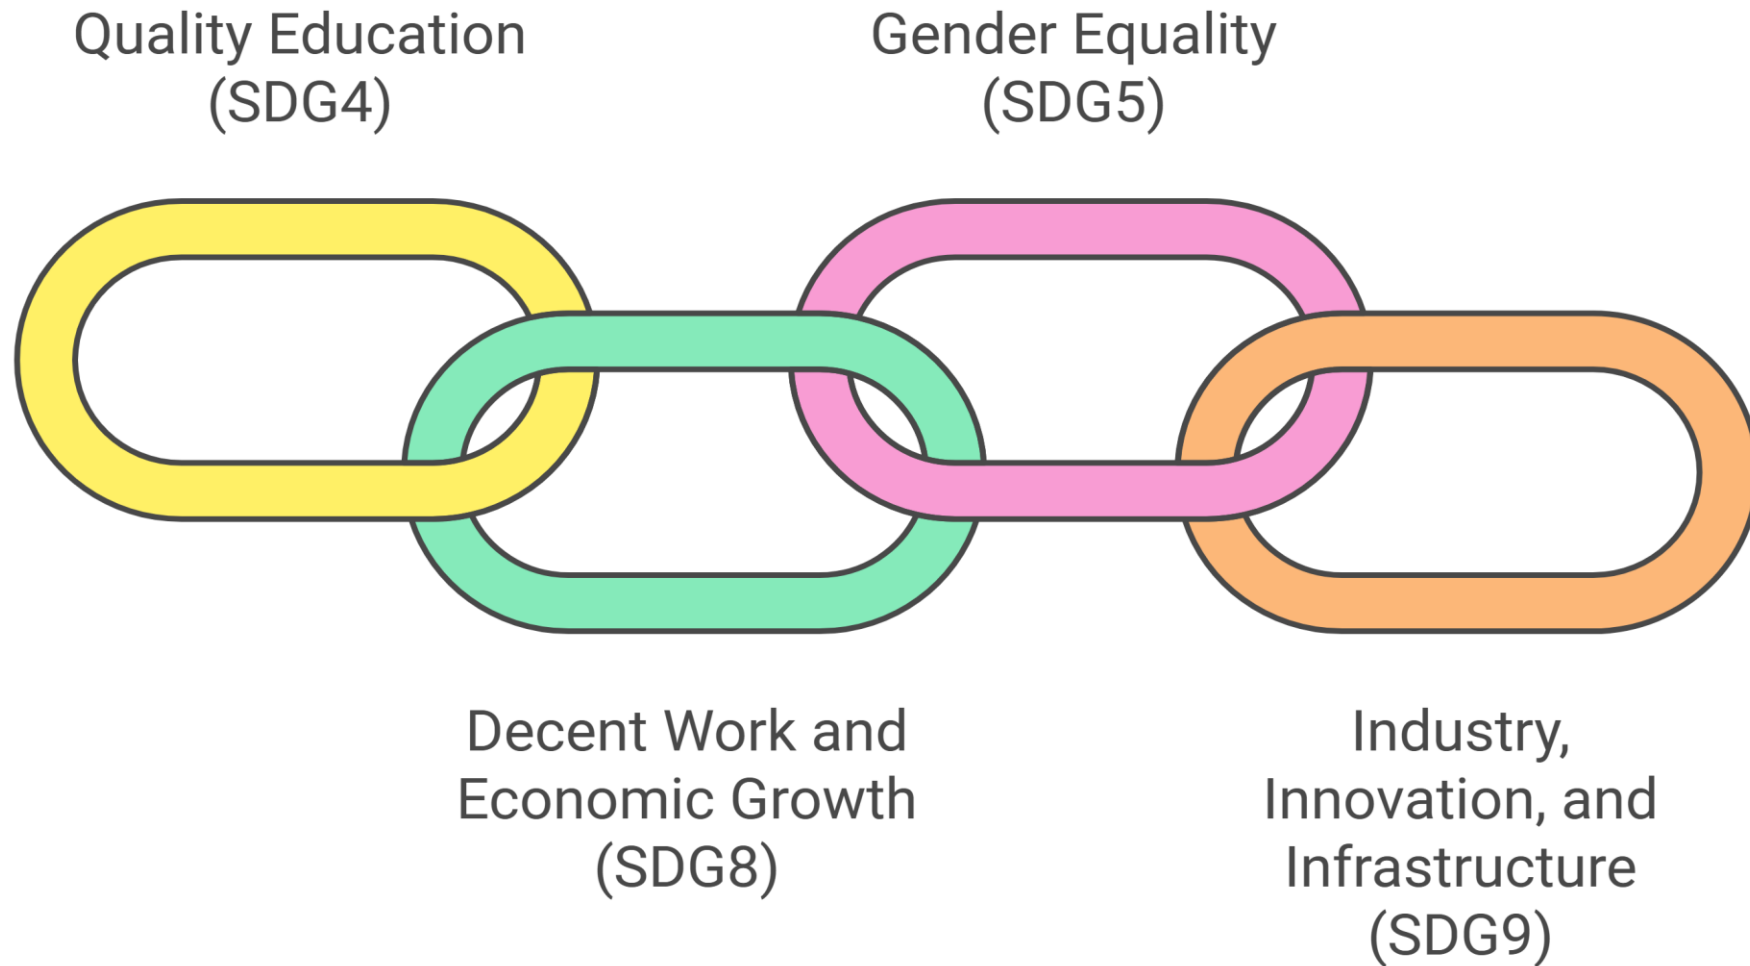 Quality Education
(SDG4)
Gender Equality
(SDG5)
Decent Work and
Economic Growth
(SDG8)
Industry,
Innovation, and
Infrastructure
(SDG9)